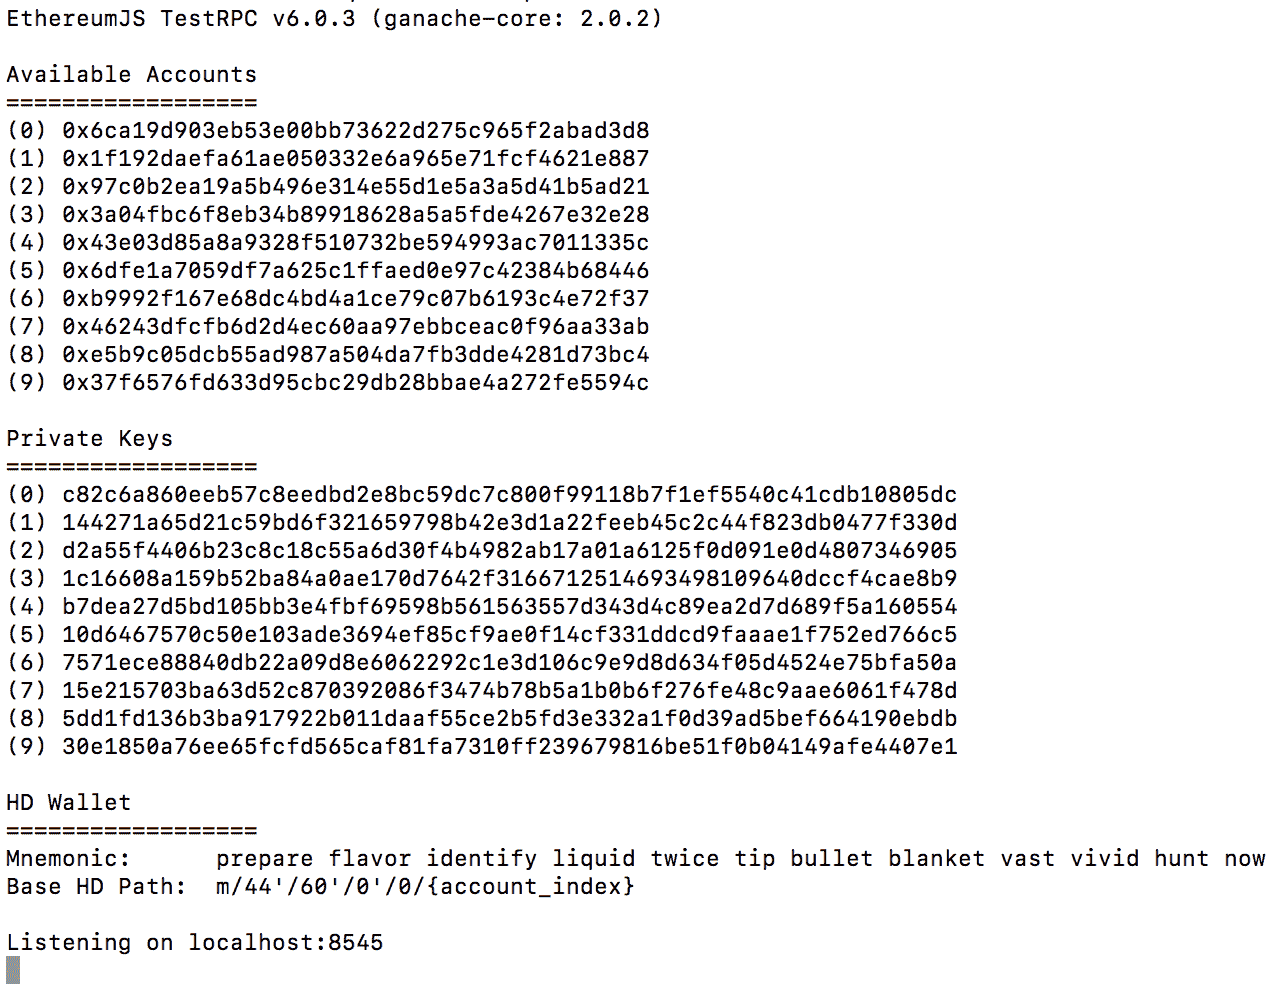 EthereumJS TestRPC v6.0.3 (ganache-core: 2.0.2)
Available Accounts
==================
(0) 0x6ca19d903eb53e00bb73622d275c965f2abad3d8
(1) 0x1f192daefa61ae050332e6a965e71fcf4621e887
(2) 0x97c0b2ea19a5b496e314e55d1e5a3a5d41b5ad21
(3) 0x3a04fbc6f8eb34b89918628a5a5fde4267e32e28
(4) 0x43e03d85a8a9328f510732be594993ac7011335c
(5) 0x6dfe1a7059df7a625c1ffaed0e97c42384b68446
(6) 0xb9992f167e68dc4bd4a1ce79c07b6193c4e72f37
(7) 0x46243dfcfb6d2d4ec60aa97ebbceac0f96aa33ab
(8) 0xe5b9c05dcb55ad987a504da7fb3dde4281d73bc4
(9) 0x37f6576fd633d95cbc29db28bbae4a272fe5594c
Private Keys
==================
(0) c82c6a860eeb57c8eedbd2e8bc59dc7c800f99118b7f1ef5540c41cdb10805dc
(1) 144271a65d21c59bd6f321659798b42e3d1a22feeb45c2c44f823db0477f330d
(2) d2a55f4406b23c8c18c55a6d30f4b4982ab17a01a6125f0d091e0d4807346905
(3) 1c16608a159b52ba84a0ae170d7642f3166712514693498109640dccf4cae8b9
(4) b7dea27d5bd105bb3e4fbf69598b561563557d343d4c89ea2d7d689f5a160554
(5) 10d6467570c50e103ade3694ef85cf9ae0f14cf331ddcd9faaae1f752ed766c5
(6) 7571ece88840db22a09d8e6062292c1e3d106c9e9d8d634f05d4524e75bfa50a
(7) 15e215703ba63d52c870392086f3474b78b5a1b0b6f276fe48c9aae6061f478d
(8) 5dd1fd136b3ba917922b011daaf55ce2b5fd3e332a1f0d39ad5bef664190ebdb
(9) 30e1850a76ee65fcfd565caf81fa7310ff239679816be51f0b04149afe4407e1
HD Wallet
==================
Mnemonic:      prepare flavor identify liquid twice tip bullet blanket vast vivid hunt now
Base HD Path:  m/44'/60'/0'/0/{account_index}
Listening on localhost:8545